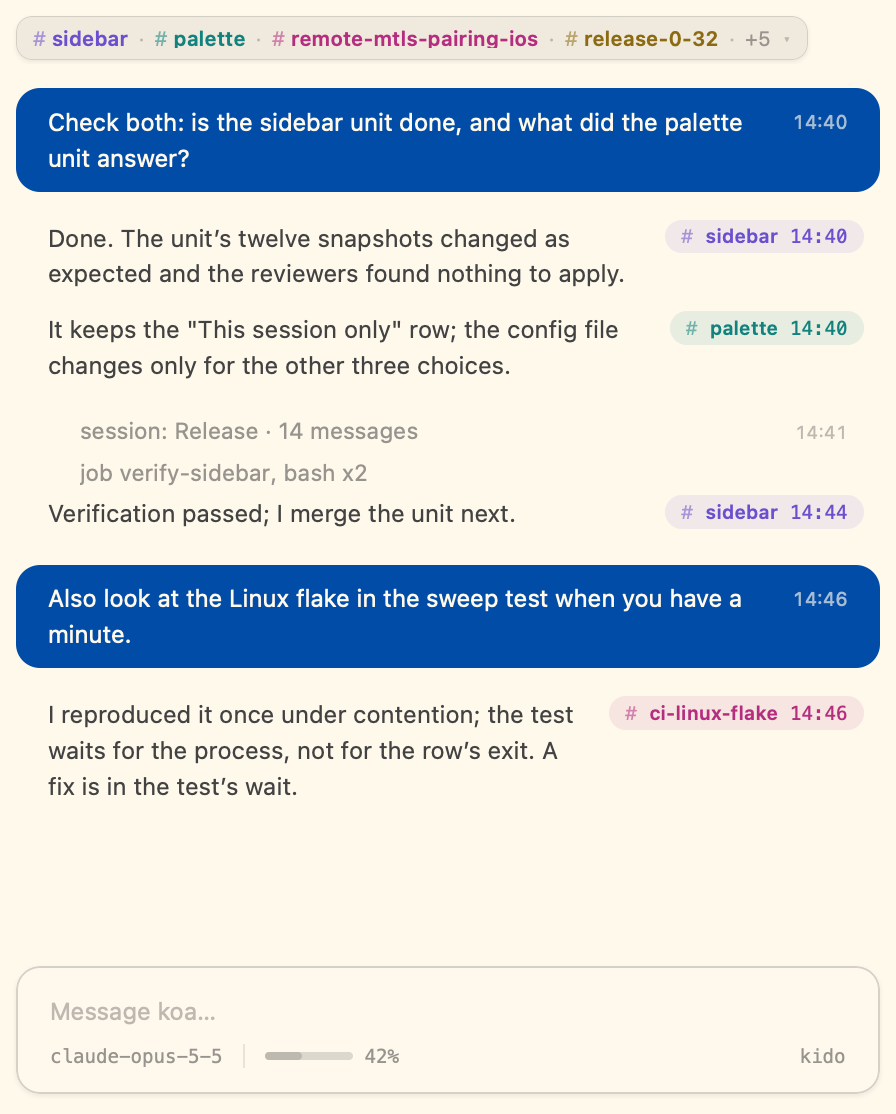 # sidebar · # palette · # remote-mtls-pairing-ios · # release-0-32 · +5 ▾
Check both: is the sidebar unit done, and what did the palette 14:40
unit answer?
Done. The unit’s twelve snapshots changed as # sidebar 14:40
expected and the reviewers found nothing to apply.
It keeps the "This session only" row; the config file # palette 14:40
changes only for the other three choices.
session: Release · 14 messages 14:41
job verify-sidebar, bash x2
Verification passed; I merge the unit next. # sidebar 14:44
Also look at the Linux flake in the sweep test when you have a 14:46
minute.
I reproduced it once under contention; the test # ci-linux-flake 14:46
waits for the process, not for the row’s exit. A
fix is in the test’s wait.
Message koa…
claude-opus-5-5 42% kido